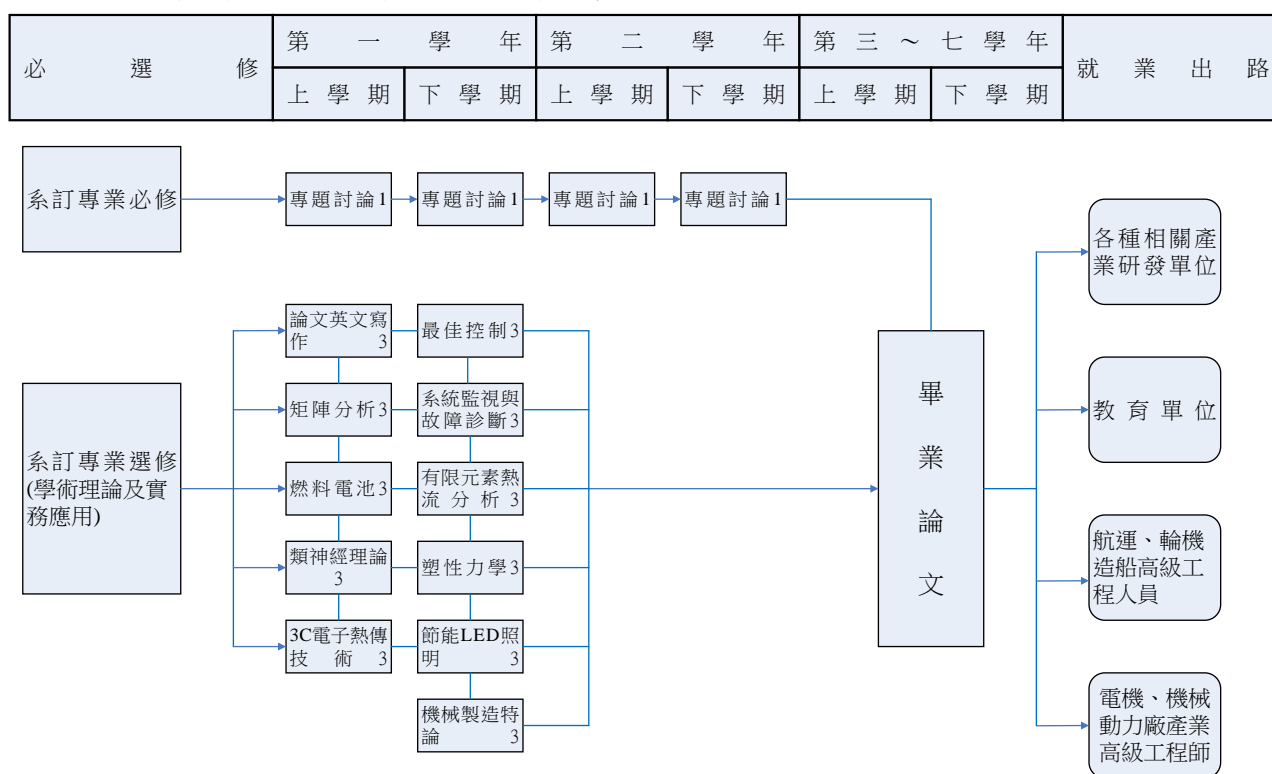 必選修
第一學年
第二學年
第三～七學年
就業出路
上學期
下學期
上學期
下學期
上學期
下學期
系訂專業必修
專題討論1
專題討論1
專題討論1
專題討論1
系訂專業選修
(學術理論及實
務應用)
論文英文寫
作3
矩陣分析3
燃料電池3
類神經理論
3
3C電子熱傳
技術3
最佳控制3
系統監視與
故障診斷3
有限元素熱
流分析3
塑性力學3
節能LED照
明3
機械製造特
論3
畢
業
論
文
各種相關產
業研發單位
教育單位
航運、輪機
造船高級工
程人員
電機、機械
動力廠產業
高級工程師